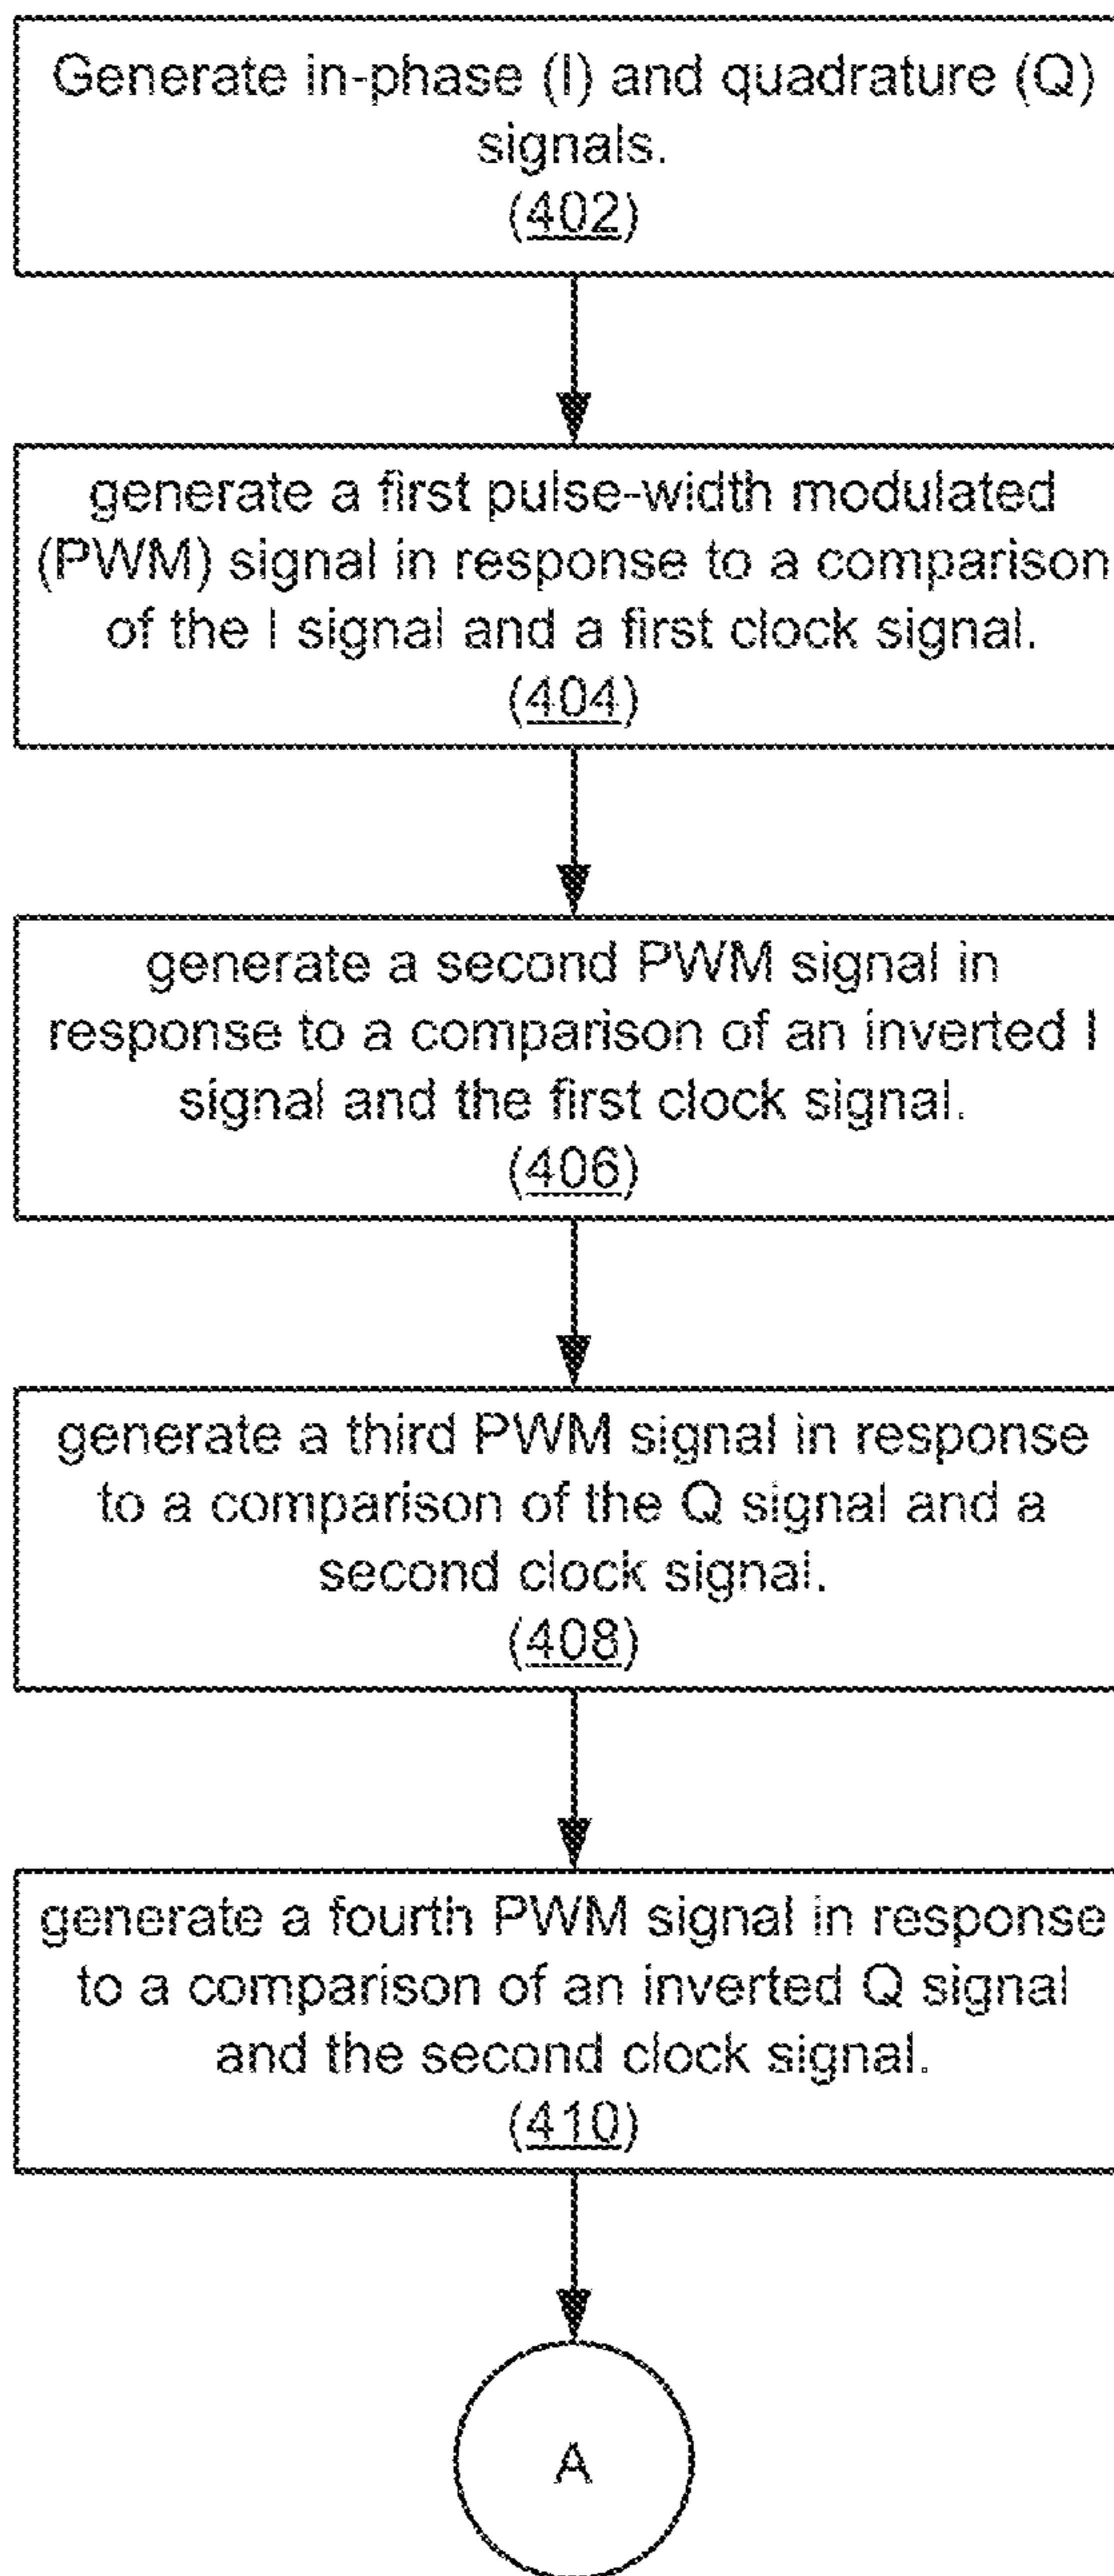 Generate in-phase (I) and quadrature (Q)
signals.
(402)
generate a first pulse-width modulated
(PWM) signal in response to a comparison
of the I signal and a first clock signal.
(404)
generate a second PWM signal in
response to a comparison of an inverted I
signal and the first clock signal.
(406)
generate a third PWM signal in response
to a comparison of the Q signal and a
second clock signal.
(408)
generate a fourth PWM signal in response
to a comparison of an inverted Q signal
and the second clock signal.
(410)
A